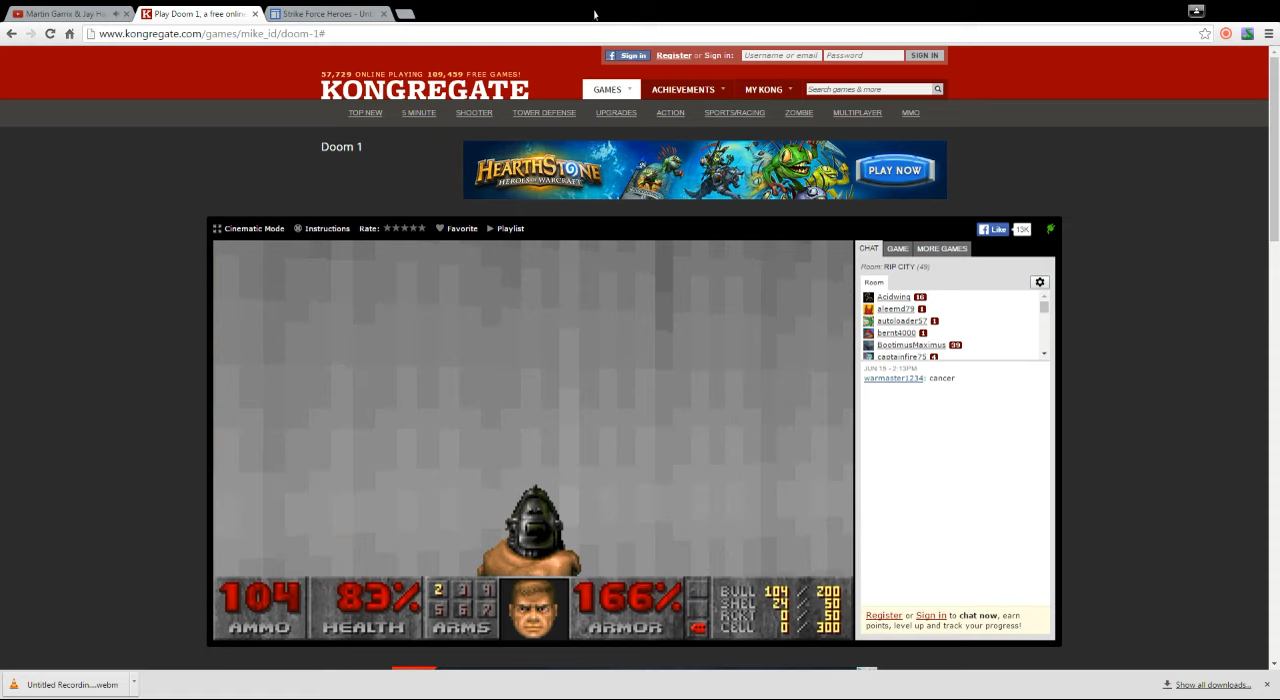 Martin Garrix & Jay Ha
Play Doom 1, a free online
Strike Force Heroes - Unb
www.kongregate.com/games/mike_id/doom-1#
Sign in
Register or Sign in:
Username or email
Password
SIGN IN
57,729 ONLINE PLAYING 109,459 FREE GAMES!
KONGREGATE
GAMES
ACHIEVEMENTS
MY KONG
Search games & more
TOP NEW
5 MINUTE
SHOOTER
TOWER DEFENSE
UPGRADES
ACTION
SPORTS/RACING
ZOMBIE
MULTIPLAYER
MMO
Doom 1
HEARTHSTONE
HEROES OF WARCRAFT
PLAY NOW
Cinematic Mode
Instructions
Rate:
Favorite
Playlist
Like
13K
CHAT
GAME
MORE GAMES
Room: RIP CITY (49)
Room
Acidwing 16
aleemd79 1
autoloader57 1
bernt4000 1
BootimusMaximus 39
captainfire75 4
JUN 15 - 2:13PM
warmaster1234: cancer
104
AMMO
83%
HEALTH
2 3 4
5 6 7
ARMS
166%
ARMOR
BULL 104 / 200
SHEL 24 / 50
RCKT 0 / 50
CELL 0 / 300
Register or Sign in to chat now, earn
points, level up and track your progress!
Untitled Recordin....webm
Show all downloads...